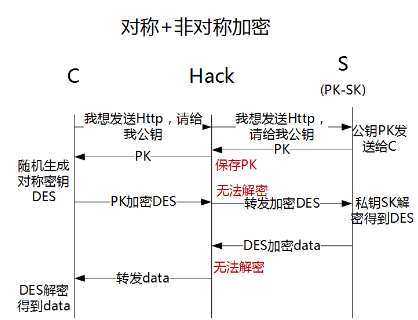 对称+非对称加密
C
Hack
S
(PK-SK)
我想发送Http，请给
我公钥
我想发送Http，
请给我公钥
公钥PK发
送给C
PK
PK
保存PK
随机生成
对称密钥
DES
无法解密
PK加密DES
转发加密DES
私钥SK解
密得到DES
DES加密data
无法解密
转发data
DES解密
得到data